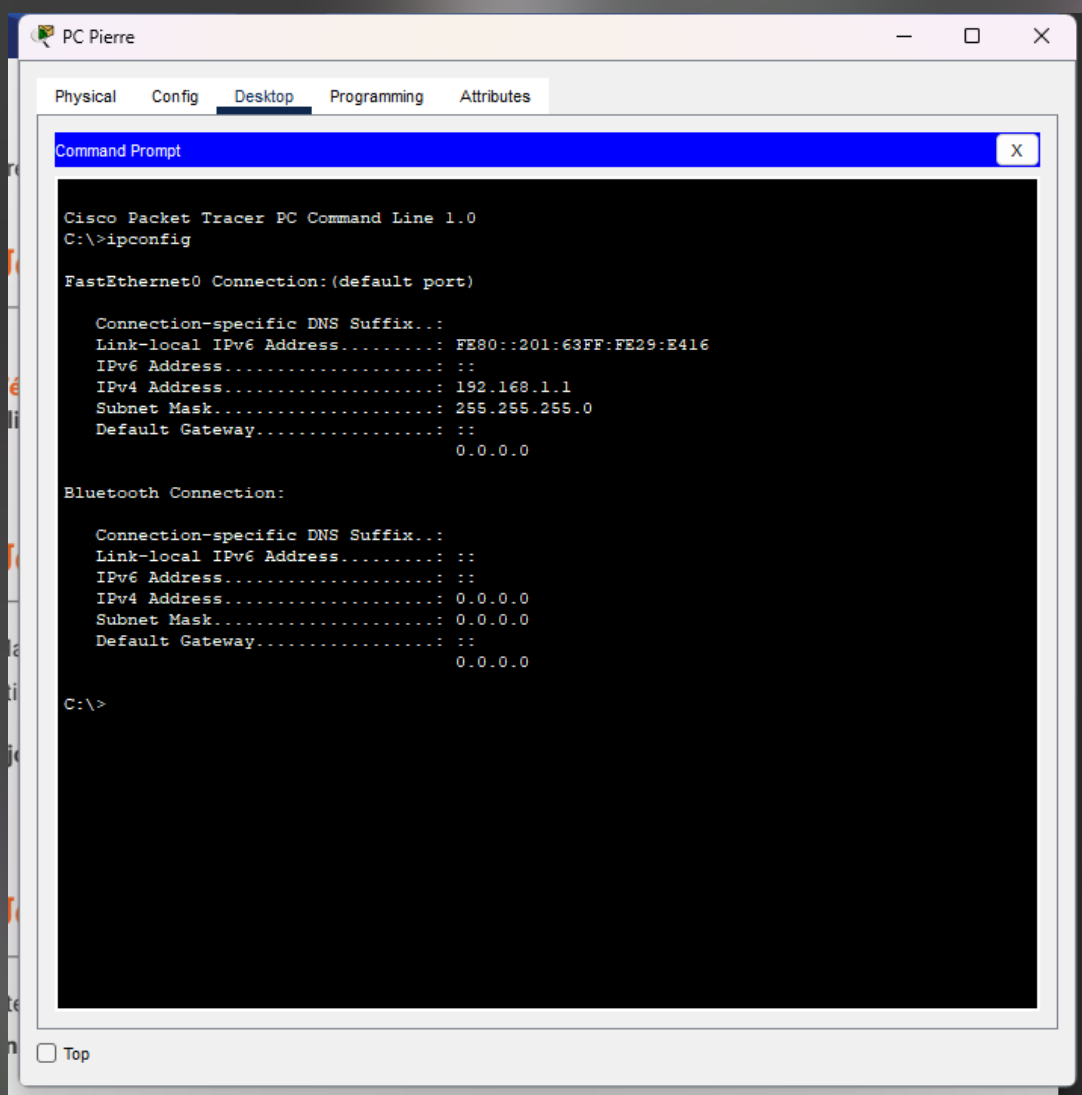 PC Pierre
Physical Config Desktop Programming Attributes
Command Prompt
X
Cisco Packet Tracer PC Command Line 1.0
C:\>ipconfig
FastEthernet0 Connection:(default port)
Connection-specific DNS Suffix..:
Link-local IPv6 Address.........: FE80::201:63FF:FE29:E416
IPv6 Address....................: ::
IPv4 Address....................: 192.168.1.1
Subnet Mask.....................: 255.255.255.0
Default Gateway.................: ::
0.0.0.0
Bluetooth Connection:
Connection-specific DNS Suffix..:
Link-local IPv6 Address.........: ::
IPv6 Address....................: ::
IPv4 Address....................: 0.0.0.0
Subnet Mask.....................: 0.0.0.0
Default Gateway.................: ::
0.0.0.0
C:\>
Top